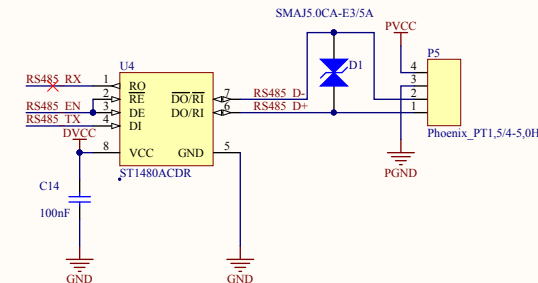 SMAJ5.0CA-E3/5A
PVCC
U4
D1
P5
RS485_RX 1 RO
2 RE DO/RI 7 RS485_D-
RS485_EN 3 DE DO/RI 6 RS485_D+
RS485_TX 4 DI
DVCC
8 VCC GND 5
ST1480ACDR
4
3
2
1
Phoenix_PT1,5/4-5,0H
PGND
C14
100nF
GND
GND